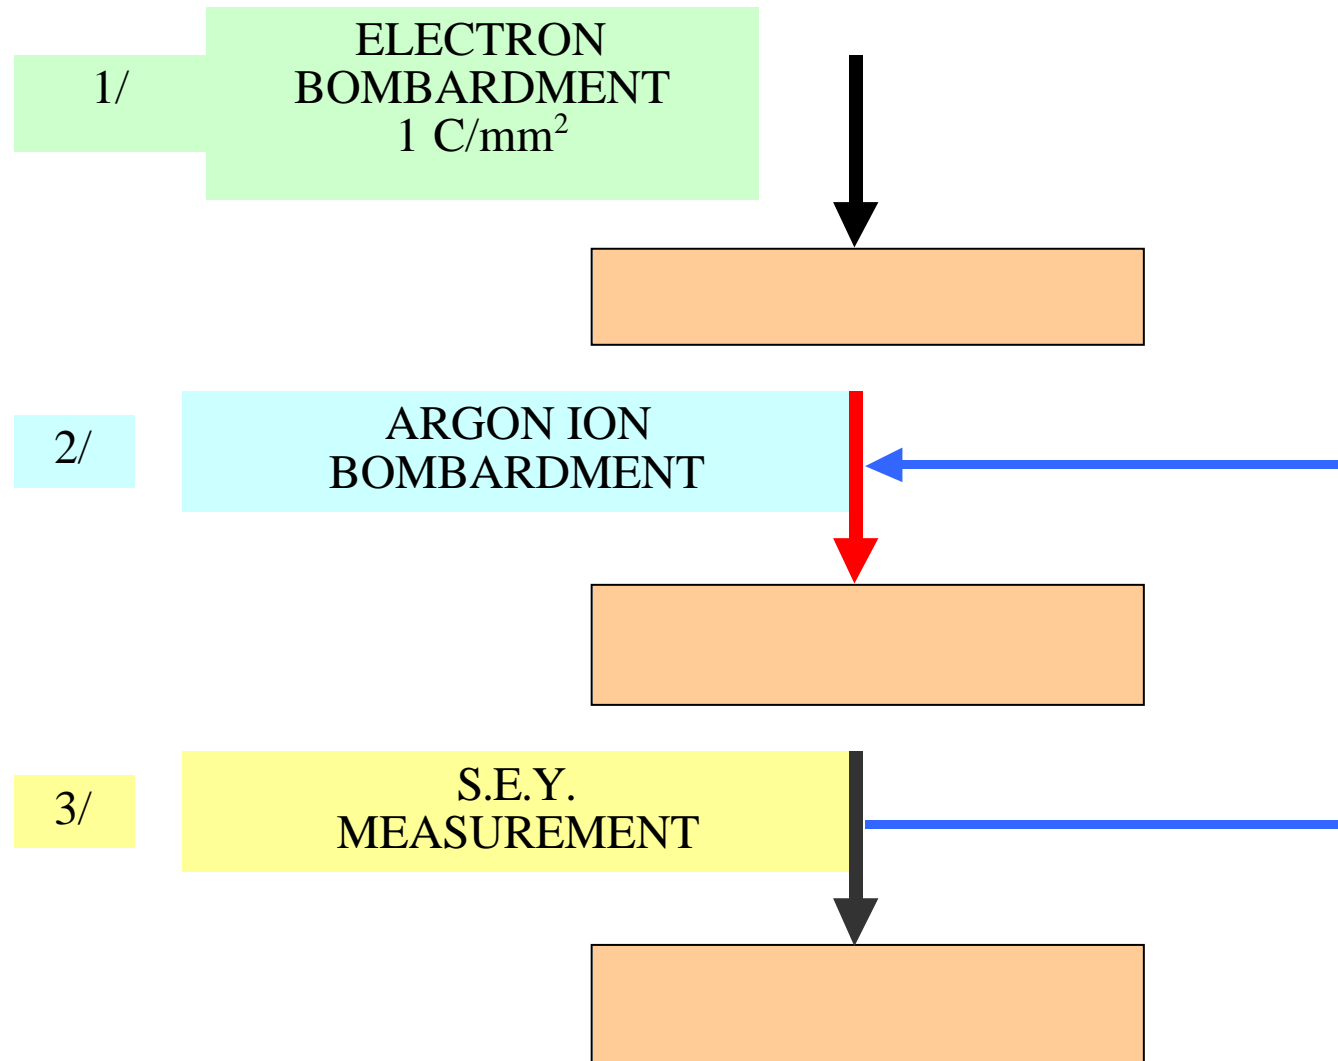 1/
ELECTRON
BOMBARDMENT
1 C/mm²
2/
ARGON ION
BOMBARDMENT
3/
S.E.Y.
MEASUREMENT